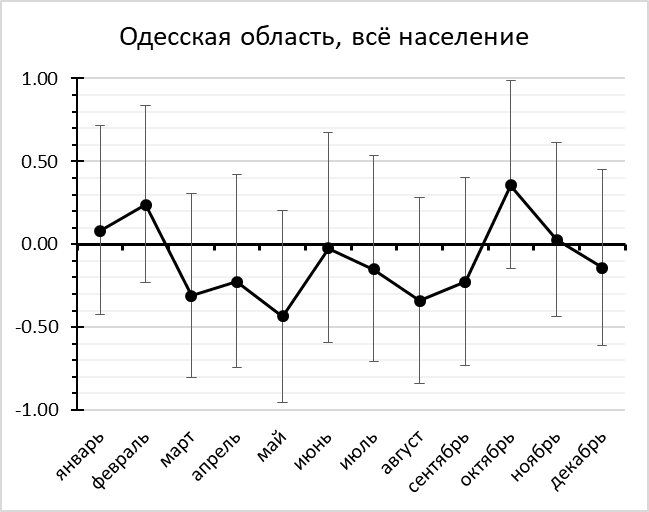 Одесская область, всё население
1.00
0.50
0.00
-0.50
-1.00
январь
февраль
март
апрель
май
июнь
июль
август
сентябрь
октябрь
ноябрь
декабрь